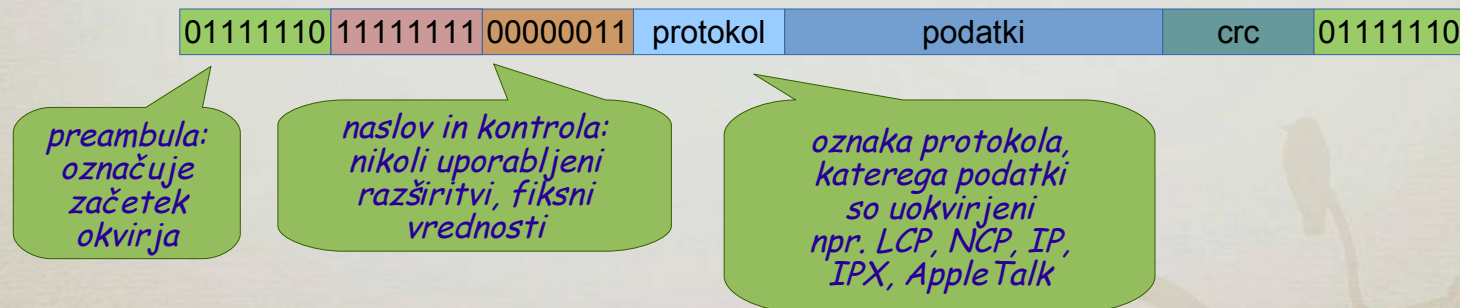 01111110 11111111 00000011 protokol podatki crc 01111110
preambula:
označuje
začetek
okvirja
naslov in kontrola:
nikoli uporabljeni
razširitvi, fiksni
vrednosti
oznaka protokola,
katerega podatki
so uokvirjeni
npr. LCP, NCP, IP,
IPX, AppleTalk